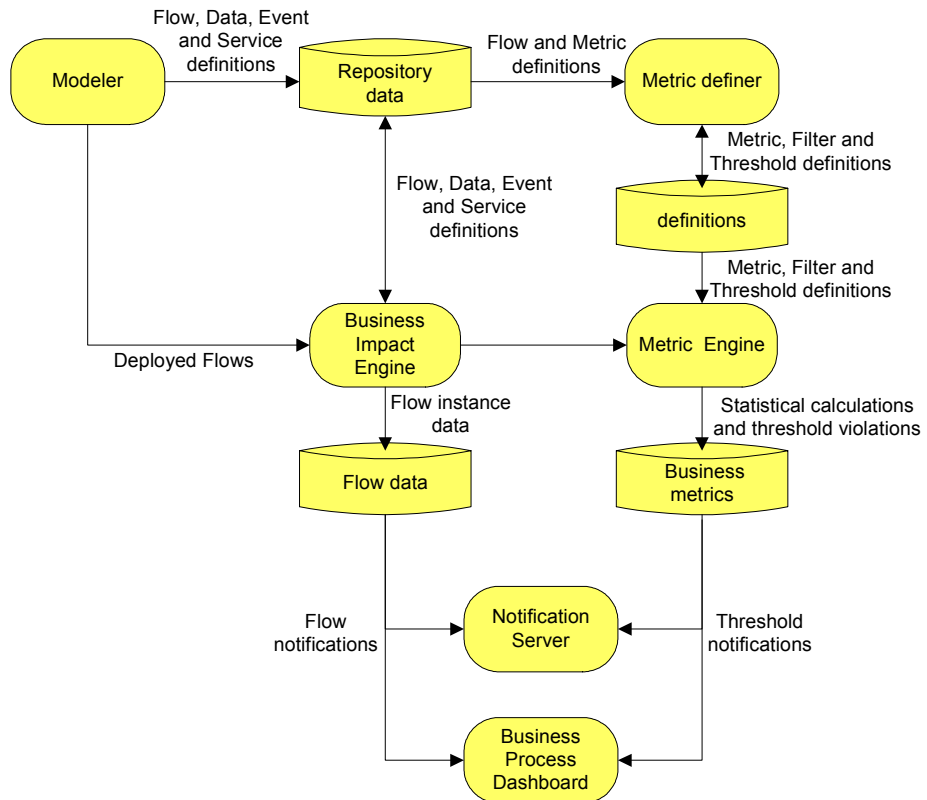 Flow, Data, Event
and Service
definitions
Modeler
Repository
data
Flow and Metric
definitions
Metric definer
Metric, Filter and
Threshold definitions
Flow, Data, Event
and Service
definitions
definitions
Metric, Filter and
Threshold definitions
Deployed Flows
Business
Impact
Engine
Metric Engine
Flow instance
data
Statistical calculations
and threshold violations
Flow data
Business
metrics
Flow
notifications
Notification
Server
Threshold
notifications
Business
Process
Dashboard